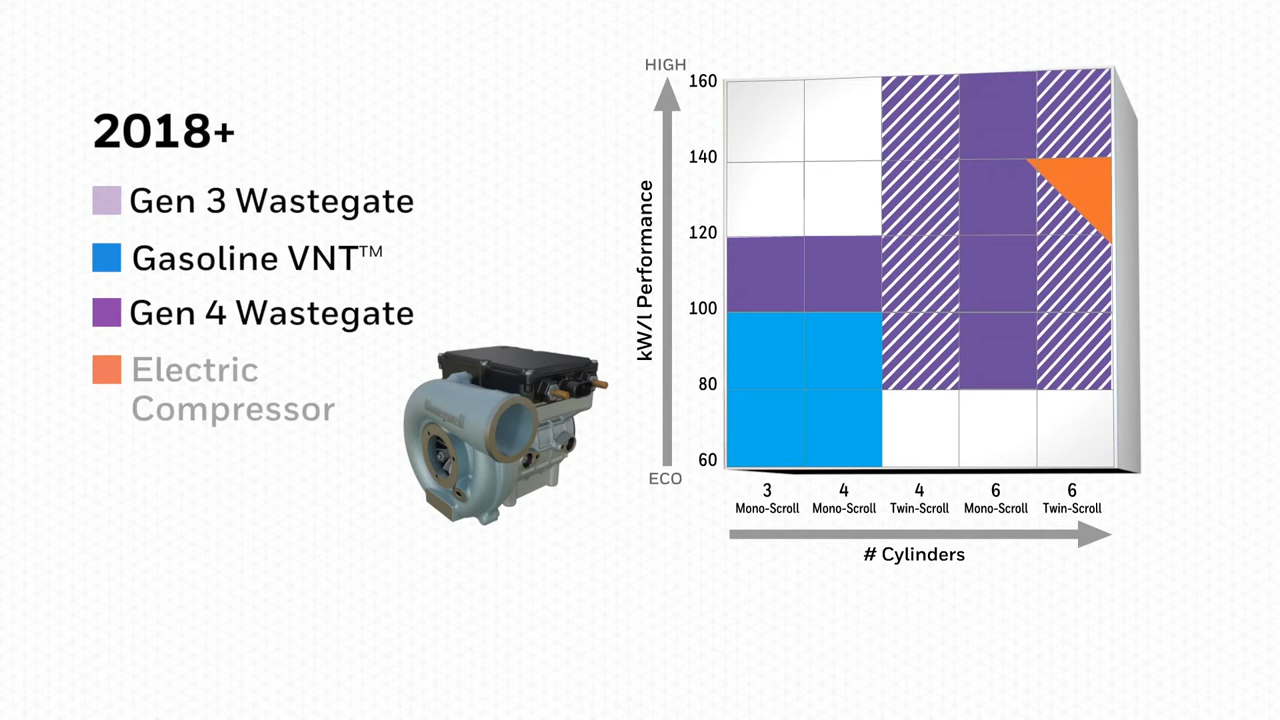 2018+
Gen 3 Wastegate
Gasoline VNT™
Gen 4 Wastegate
Electric
Compressor
Honeywell
HIGH
160
140
120
100
80
60
ECO
kW/l Performance
3
Mono-Scroll
4
Mono-Scroll
4
Twin-Scroll
6
Mono-Scroll
6
Twin-Scroll
# Cylinders